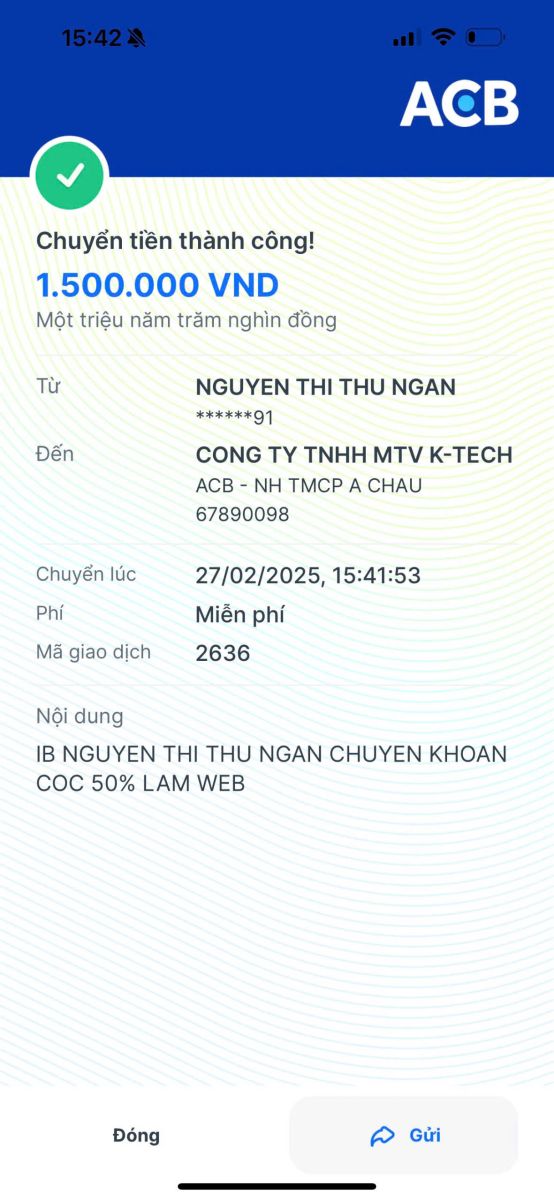 15:42
ACB
Chuyển tiền thành công!
1.500.000 VND
Một triệu năm trăm nghìn đồng
Từ
NGUYEN THI THU NGAN
******91
Đến
CONG TY TNHH MTV K-TECH
ACB - NH TMCP A CHAU
67890098
Chuyển lúc
27/02/2025, 15:41:53
Phí
Miễn phí
Mã giao dịch
2636
Nội dung
IB NGUYEN THI THU NGAN CHUYEN KHOAN
COC 50% LAM WEB
Đóng
Gửi